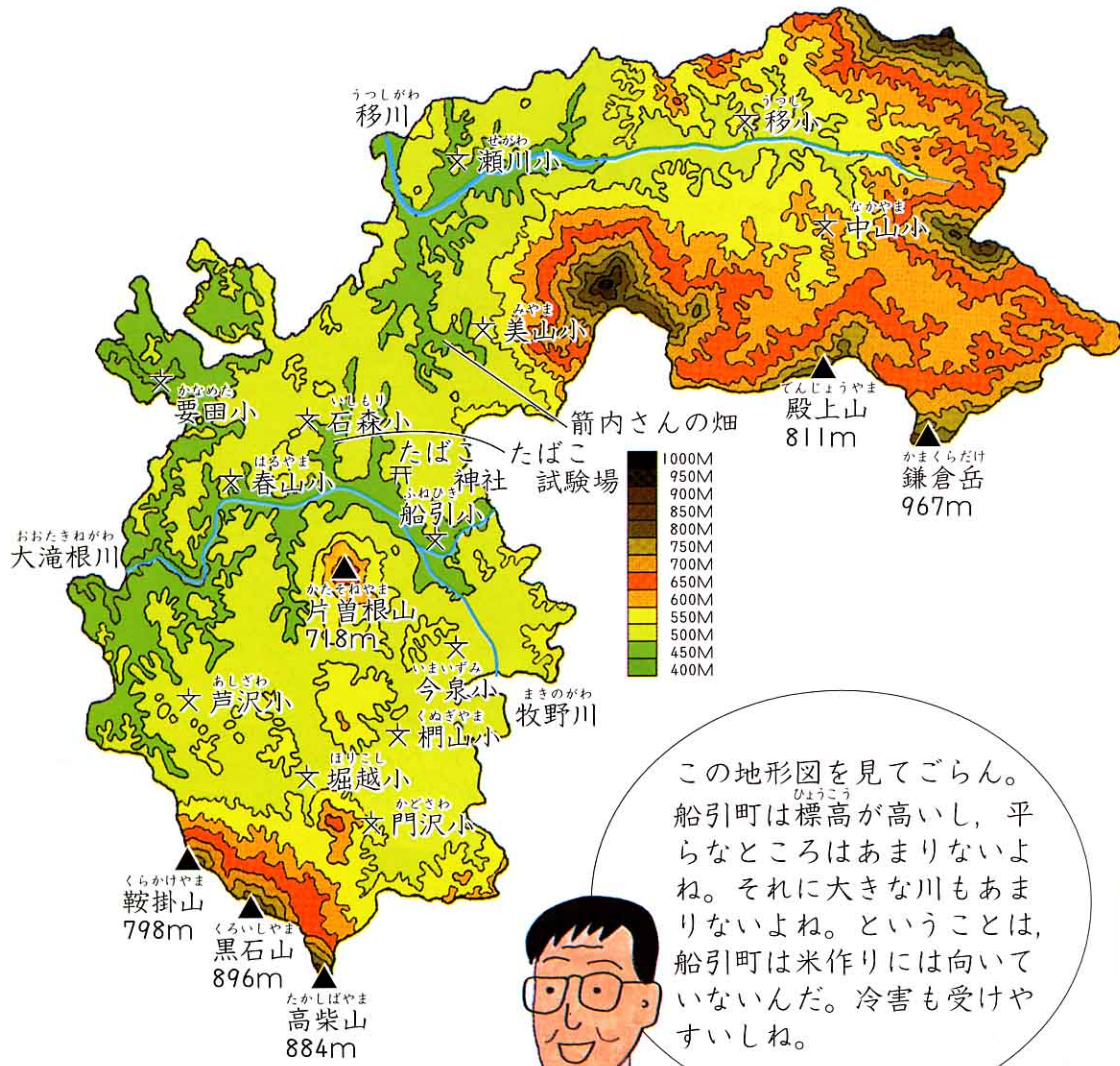 うつしがわ
移川
せがわ
瀬川小
うつし
移小
なかやま
中山小
みやま
美山小
かなめた
要田小
いしもり
石森小
箭内さんの畑
たばこ
神社
たばこ
試験場
はるやま
春山小
ふねひき
船引小
おおたきねがわ
大滝根川
かたそねやま
片曽根山
718m
てんじょうやま
殿上山
811m
かまくらだけ
鎌倉岳
967m
1000M
950M
900M
850M
800M
750M
700M
650M
600M
550M
500M
450M
400M
いまいずみ
今泉小
まきのがわ
牧野川
あしざわ
芦沢小
くぬぎやま
椚山小
ほりこし
堀越小
かどさわ
門沢小
くらかけやま
鞍掛山
798m
くろいしやま
黒石山
896m
たかしばやま
高柴山
884m
この地形図を見てごらん。
ひょうこう
船引町は標高が高いし，平
らなところはあまりないよ
ね。それに大きな川もあま
りないよね。ということは，
船引町は米作りには向いて
いないんだ。冷害も受けや
すいしね。